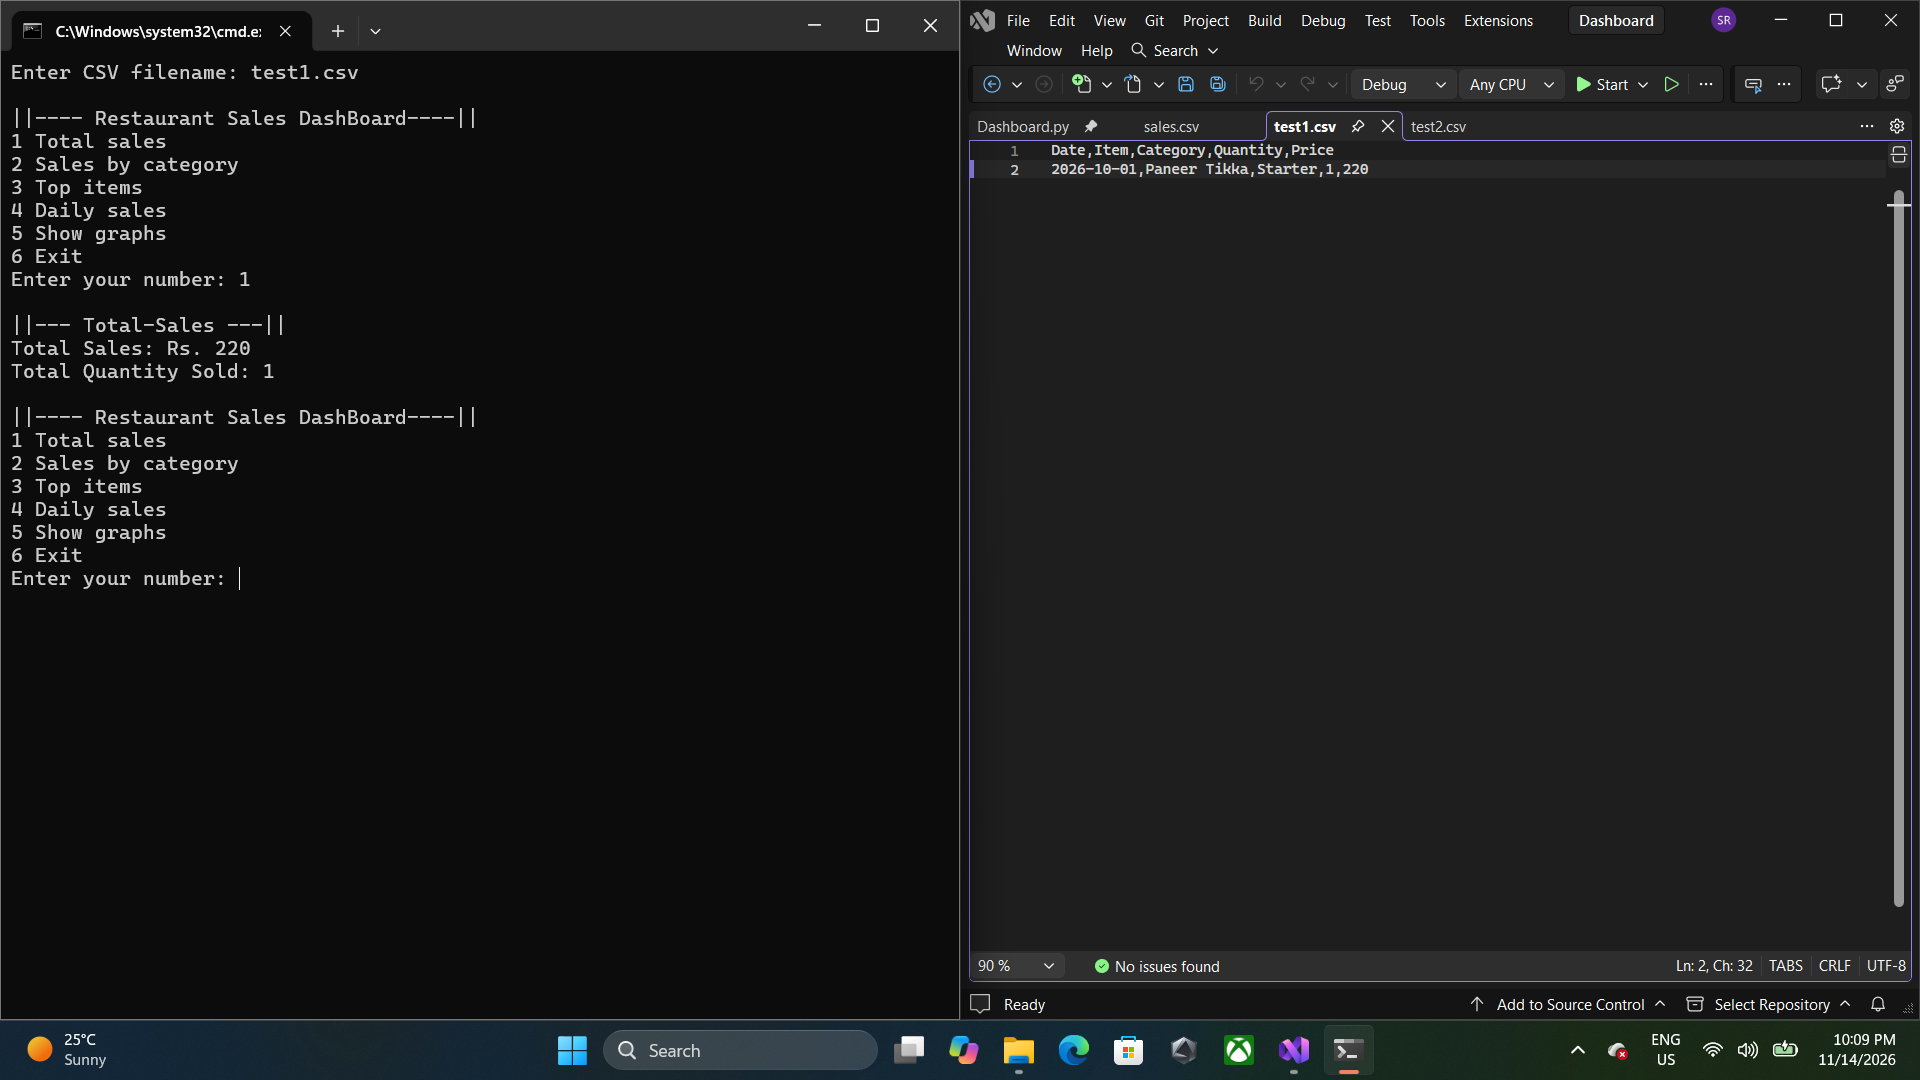 C:\Windows\system32\cmd.e
Enter CSV filename: test1.csv
||---- Restaurant Sales DashBoard----||
1 Total sales
2 Sales by category
3 Top items
4 Daily sales
5 Show graphs
6 Exit
Enter your number: 1
||--- Total-Sales ---||
Total Sales: Rs. 220
Total Quantity Sold: 1
||---- Restaurant Sales DashBoard----||
1 Total sales
2 Sales by category
3 Top items
4 Daily sales
5 Show graphs
6 Exit
Enter your number:
File Edit View Git Project Build Debug Test Tools Extensions Dashboard SR
Window Help Search
Debug Any CPU Start
Dashboard.py sales.csv test1.csv test2.csv
1 Date,Item,Category,Quantity,Price
2 2026-10-01,Paneer Tikka,Starter,1,220
90 % No issues found Ln: 2, Ch: 32 TABS CRLF UTF-8
Ready Add to Source Control Select Repository
25°C
Sunny
Search
ENG
US
10:09 PM
11/14/2026